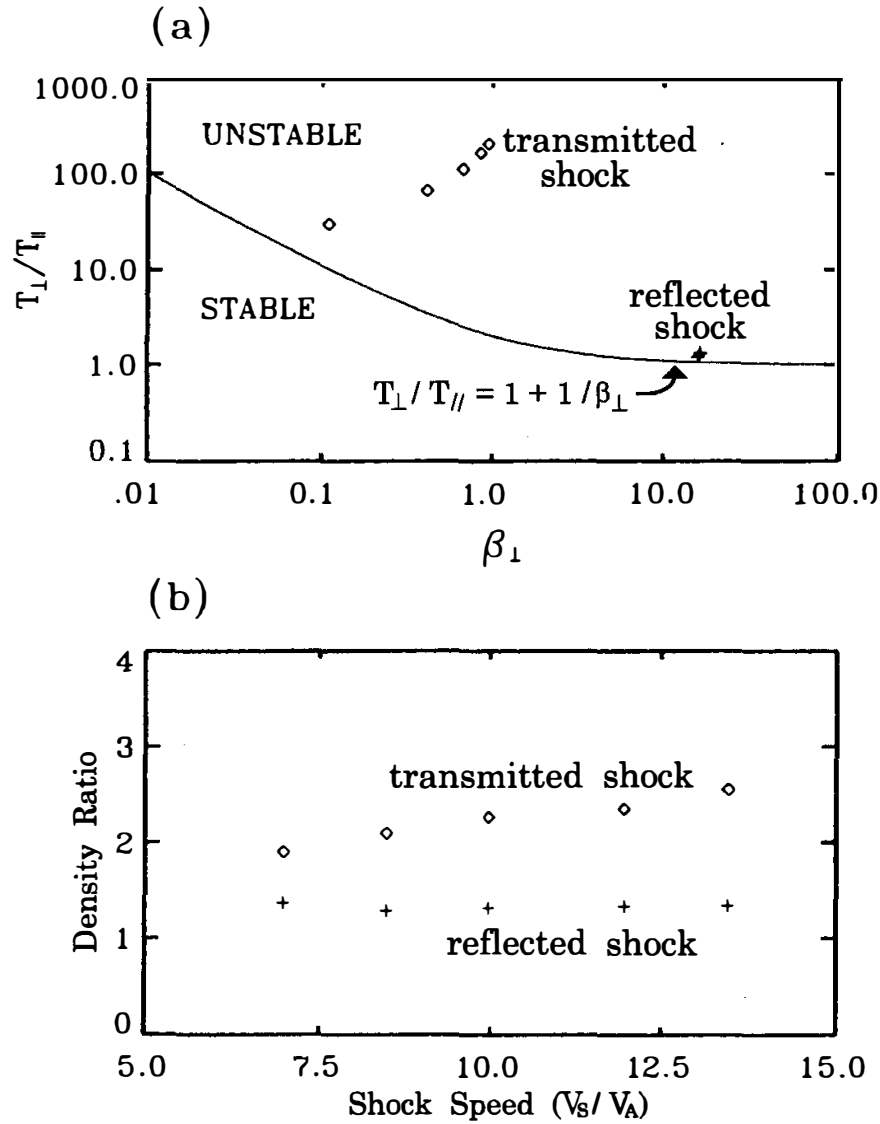 (a)
1000.0
100.0
10.0
1.0
0.1
T⊥/T∥
UNSTABLE
STABLE
transmitted
shock
reflected
shock
T⊥/T// = 1 + 1/β⊥
.01
0.1
1.0
10.0
100.0
β⊥
(b)
4
3
2
1
0
Density Ratio
transmitted shock
reflected shock
5.0
7.5
10.0
12.5
15.0
Shock Speed (VS/VA)